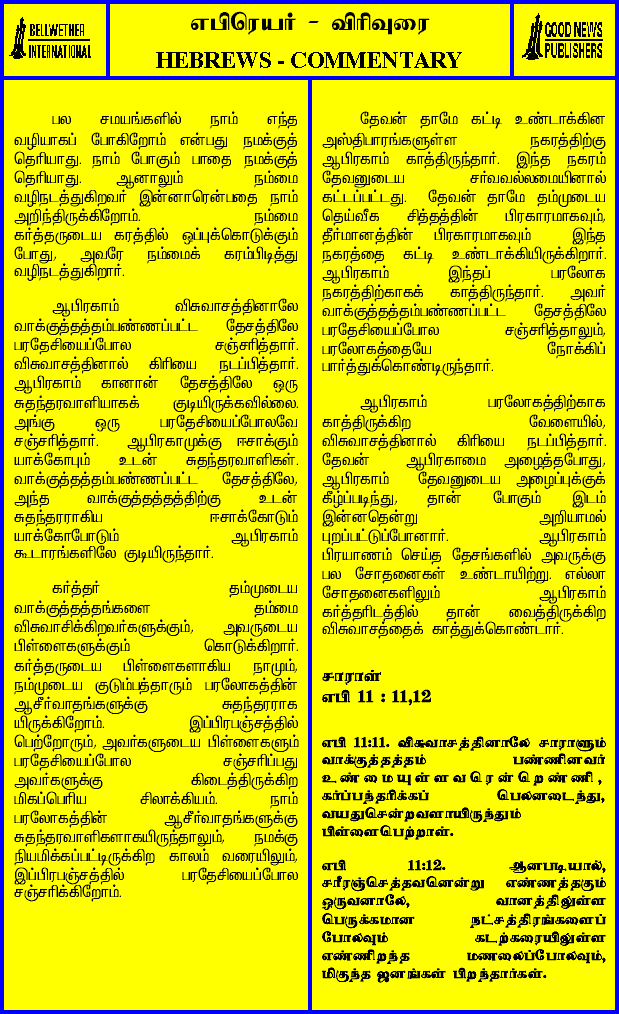 BELLWETHER
INTERNATIONAL
எபிரெயர் - விரிவுரை
HEBREWS - COMMENTARY
GOOD NEWS
PUBLISHERS
பல சமயங்களில் நாம் எந்த
வழியாகப் போகிறோம் என்பது நமக்குத்
தெரியாது. நாம் போகும் பாதை நமக்குத்
தெரியாது. ஆனாலும் நம்மை
வழிநடத்துகிறவர் இன்னாரென்பதை நாம்
அறிந்திருக்கிறோம். நம்மை
கர்த்தருடைய கரத்தில் ஒப்புக்கொடுக்கும்
போது, அவரே நம்மைக் கரம்பிடித்து
வழிநடத்துகிறார்.
ஆபிரகாம் விசுவாசத்தினாலே
வாக்குத்தத்தம்பண்ணப்பட்ட தேசத்திலே
பரதேசியைப்போல சஞ்சரித்தார்.
விசுவாசத்தினால் கிரியை நடப்பித்தார்.
ஆபிரகாம் கானான் தேசத்திலே ஒரு
சுதந்தரவாளியாகக் குடியிருக்கவில்லை.
அங்கு ஒரு பரதேசியைப்போலவே
சஞ்சரித்தார். ஆபிரகாமுக்கு ஈசாக்கும்
யாக்கோபும் உடன் சுதந்தரவாளிகள்.
வாக்குத்தத்தம்பண்ணப்பட்ட தேசத்திலே,
அந்த வாக்குத்தத்தத்திற்கு உடன்
சுதந்தரராகிய ஈசாக்கோடும்
யாக்கோபோடும் ஆபிரகாம்
கூடாரங்களிலே குடியிருந்தார்.
கர்த்தர் தம்முடைய
வாக்குத்தத்தங்களை தம்மை
விசுவாசிக்கிறவர்களுக்கும், அவருடைய
பிள்ளைகளுக்கும் கொடுக்கிறார்.
கர்த்தருடைய பிள்ளைகளாகிய நாமும்,
நம்முடைய குடும்பத்தாரும் பரலோகத்தின்
ஆசீர்வாதங்களுக்கு சுதந்தரராக
யிருக்கிறோம். இப்பிரபஞ்சத்தில்
பெற்றோரும், அவர்களுடைய பிள்ளைகளும்
பரதேசியைப்போல சஞ்சரிப்பது
அவர்களுக்கு கிடைத்திருக்கிற
மிகப்பெரிய சிலாக்கியம். நாம்
பரலோகத்தின் ஆசீர்வாதங்களுக்கு
சுதந்தரவாளிகளாகயிருந்தாலும், நமக்கு
நியமிக்கப்பட்டிருக்கிற காலம் வரையிலும்,
இப்பிரபஞ்சத்தில் பரதேசியைப்போல
சஞ்சரிக்கிறோம்.
தேவன் தாமே கட்டி உண்டாக்கின
அஸ்திபாரங்களுள்ள நகரத்திற்கு
ஆபிரகாம் காத்திருந்தார். இந்த நகரம்
தேவனுடைய சர்வவல்லமையினால்
கட்டப்பட்டது. தேவன் தாமே தம்முடைய
தெய்வீக சித்தத்தின் பிரகாரமாகவும்,
தீர்மானத்தின் பிரகாரமாகவும் இந்த
நகரத்தை கட்டி உண்டாக்கியிருக்கிறார்.
ஆபிரகாம் இந்தப் பரலோக
நகரத்திற்காகக் காத்திருந்தார். அவர்
வாக்குத்தத்தம்பண்ணப்பட்ட தேசத்திலே
பரதேசியைப்போல சஞ்சரித்தாலும்,
பரலோகத்தையே நோக்கிப்
பார்த்துக்கொண்டிருந்தார்.
ஆபிரகாம் பரலோகத்திற்காக
காத்திருக்கிற வேளையில்,
விசுவாசத்தினால் கிரியை நடப்பித்தார்.
தேவன் ஆபிரகாமை அழைத்தபோது,
ஆபிரகாம் தேவனுடைய அழைப்புக்குக்
கீழ்ப்படிந்து, தான் போகும் இடம்
இன்னதென்று அறியாமல்
புறப்பட்டுப்போனார். ஆபிரகாம்
பிரயாணம் செய்த தேசங்களில் அவருக்கு
பல சோதனைகள் உண்டாயிற்று. எல்லா
சோதனைகளிலும் ஆபிரகாம்
கர்த்தரிடத்தில் தான் வைத்திருக்கிற
விசுவாசத்தைக் காத்துக்கொண்டார்.
சாராள்
எபி 11 : 11,12
எபி 11:11. விசுவாசத்தினாலே சாராளும்
வாக்குத்தத்தம் பண்ணினவர்
உண்மையுள்ளவரென்றெண்ணி,
கர்ப்பந்தரிக்கப் பெலனடைந்து,
வயதுசென்றவளாயிருந்தும்
பிள்ளைபெற்றாள்.
எபி 11:12. ஆனபடியால்,
சரீரஞ்செத்தவனென்று எண்ணத்தகும்
ஒருவனாலே, வானத்திலுள்ள
பெருக்கமான நட்சத்திரங்களைப்
போலவும் கடற்கரையிலுள்ள
எண்ணிறந்த மணலைப்போலவும்,
மிகுந்த ஜனங்கள் பிறந்தார்கள்.